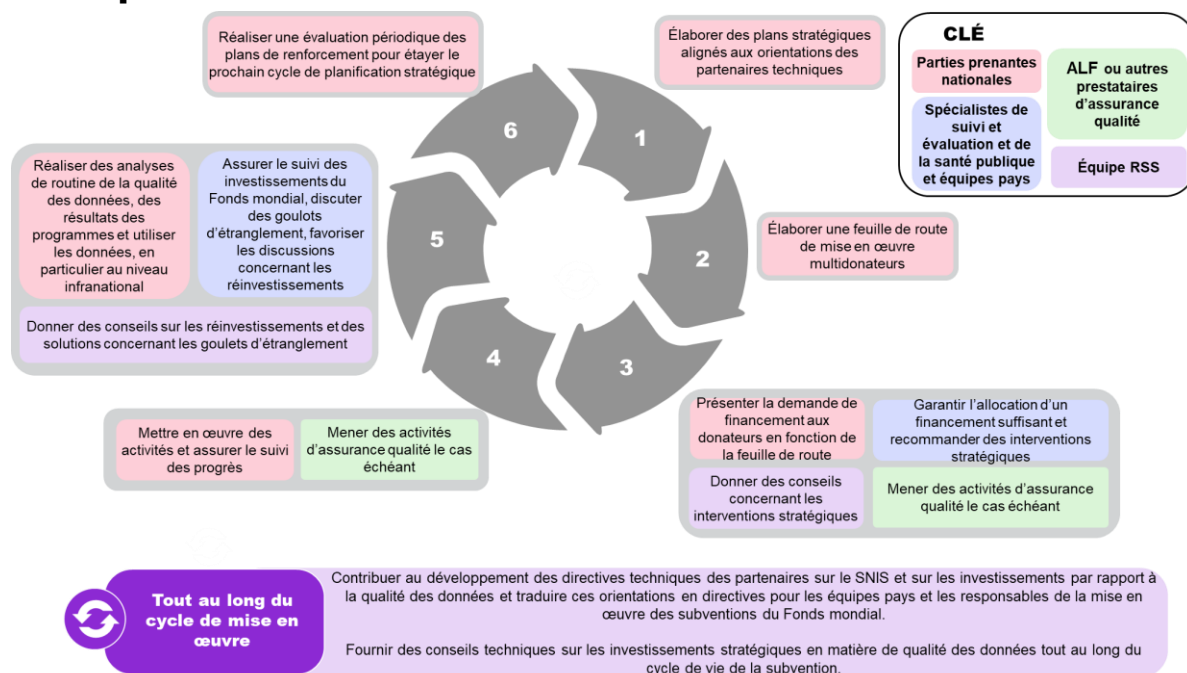 Réaliser une évaluation périodique des
plans de renforcement pour étayer le
prochain cycle de planification stratégique
Élaborer des plans stratégiques
alignés aux orientations des
partenaires techniques
CLÉ
Parties prenantes
nationales
ALF ou autres
prestataires
d'assurance
qualité
Spécialistes de
suivi et
évaluation et de
la santé publique
et équipes pays
Équipe RSS
6
1
5
2
4
3
Réaliser des analyses
de routine de la qualité
des données, des
résultats des
programmes et utiliser
les données, en
particulier au niveau
infranational
Assurer le suivi des
investissements du
Fonds mondial, discuter
des goulots
d'étranglement, favoriser
les discussions
concernant les
réinvestissements
Donner des conseils sur les réinvestissements et des
solutions concernant les goulets d'étranglement
Élaborer une feuille de route
de mise en œuvre
multidonateurs
Mettre en œuvre des
activités et assurer le suivi
des progrès
Mener des activités
d'assurance qualité le cas
échéant
Présenter la demande de
financement aux
donateurs en fonction de
la feuille de route
Garantir l'allocation d'un
financement suffisant et
recommander des interventions
stratégiques
Donner des conseils
concernant les
interventions stratégiques
Mener des activités d'assurance
qualité le cas échéant
Tout au long du
cycle de mise en
œuvre
Contribuer au développement des directives techniques des partenaires sur le SNIS et sur les investissements par rapport à
la qualité des données et traduire ces orientations en directives pour les équipes pays et les responsables de la mise en
œuvre des subventions du Fonds mondial.
Fournir des conseils techniques sur les investissements stratégiques en matière de qualité des données tout au long du
cycle de vie de la subvention.